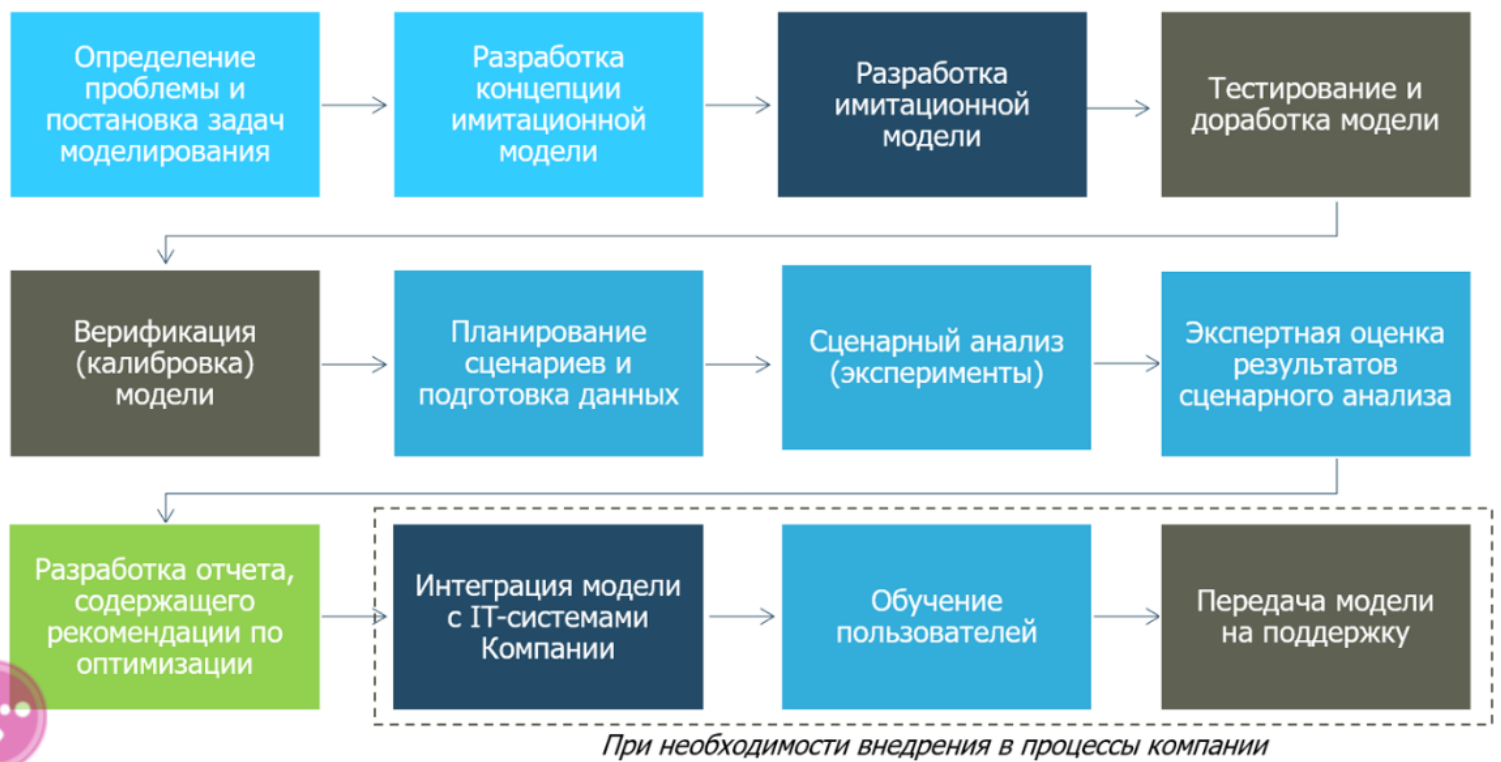 Определение
проблемы и
постановка задач
моделирования
Разработка
концепции
имитационной
модели
Разработка
имитационной
модели
Тестирование и
доработка модели
Верификация
(калибровка)
модели
Планирование
сценариев и
подготовка данных
Сценарный анализ
(эксперименты)
Экспертная оценка
результатов
сценарного анализа
Разработка отчета,
содержащего
рекомендации по
оптимизации
Интеграция модели
с IT-системами
Компании
Обучение
пользователей
Передача модели
на поддержку
При необходимости внедрения в процессы компании